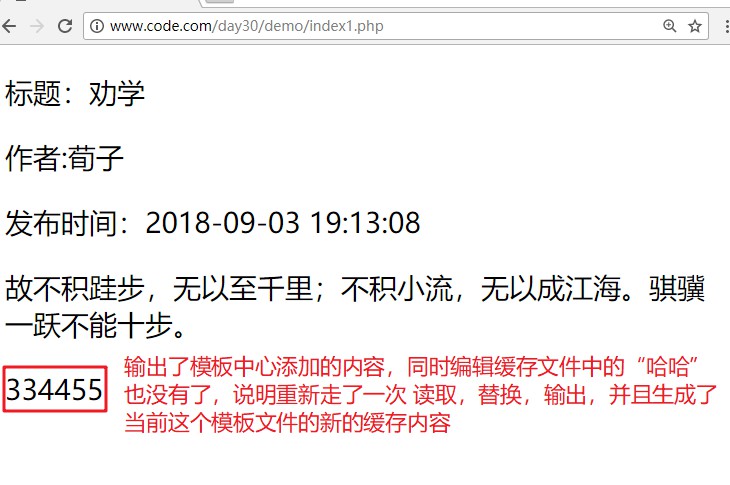 www.code.com/day30/demo/index1.php
标题：劝学
作者:荀子
发布时间：2018-09-03 19:13:08
故不积跬步，无以至千里；不积小流，无以成江海。骐骥
一跃不能十步。
334455
输出了模板中心添加的内容，同时编辑缓存文件中的“哈哈”
也没有了，说明重新走了一次 读取，替换，输出，并且生成了
当前这个模板文件的新的缓存内容